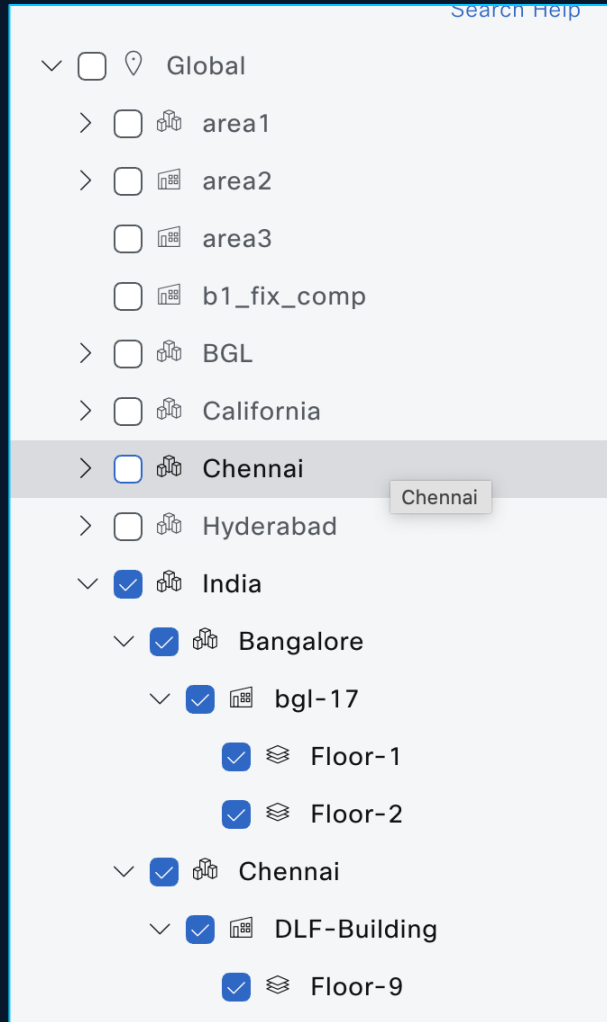 Search Help
Global
area1
area2
area3
b1_fix_comp
BGL
California
Chennai
Chennai
Hyderabad
India
Bangalore
bgl-17
Floor-1
Floor-2
Chennai
DLF-Building
Floor-9